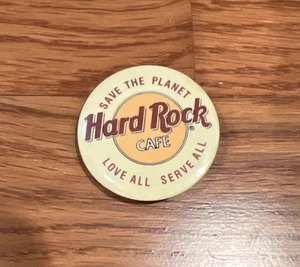 SAVE THE PLANET
Hard Rock®
CAFE
LOVE ALL SERVE ALL